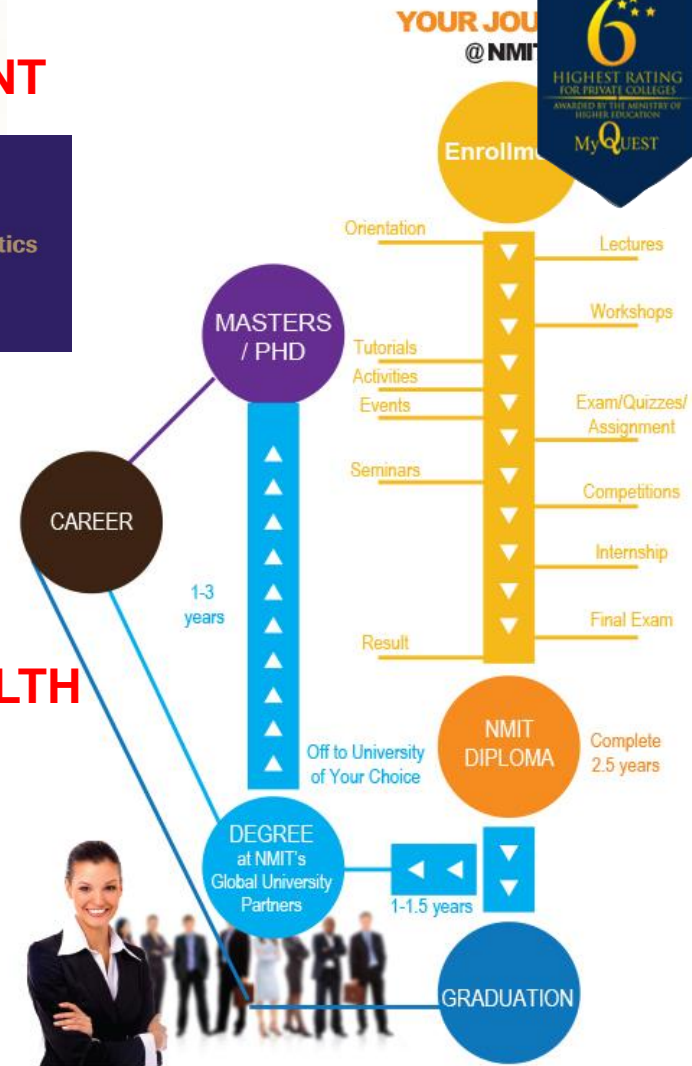 YOUR JOU
@ NMIT
6
HIGHEST RATING
FOR PRIVATE COLLEGES
AWARDED BY THE MINISTRY OF
HIGHER EDUCATION
MyQUEST
NT
tics
LTH
Enrollme
Orientation
Lectures
Workshops
Tutorials
Activities
Events
Exam/Quizzes/
Assignment
Seminars
Competitions
Internship
Final Exam
Result
MASTERS
/ PHD
CAREER
1-3
years
NMIT
DIPLOMA
Complete
2.5 years
Off to University
of Your Choice
DEGREE
at NMIT's
Global University
Partners
1-1.5 years
GRADUATION